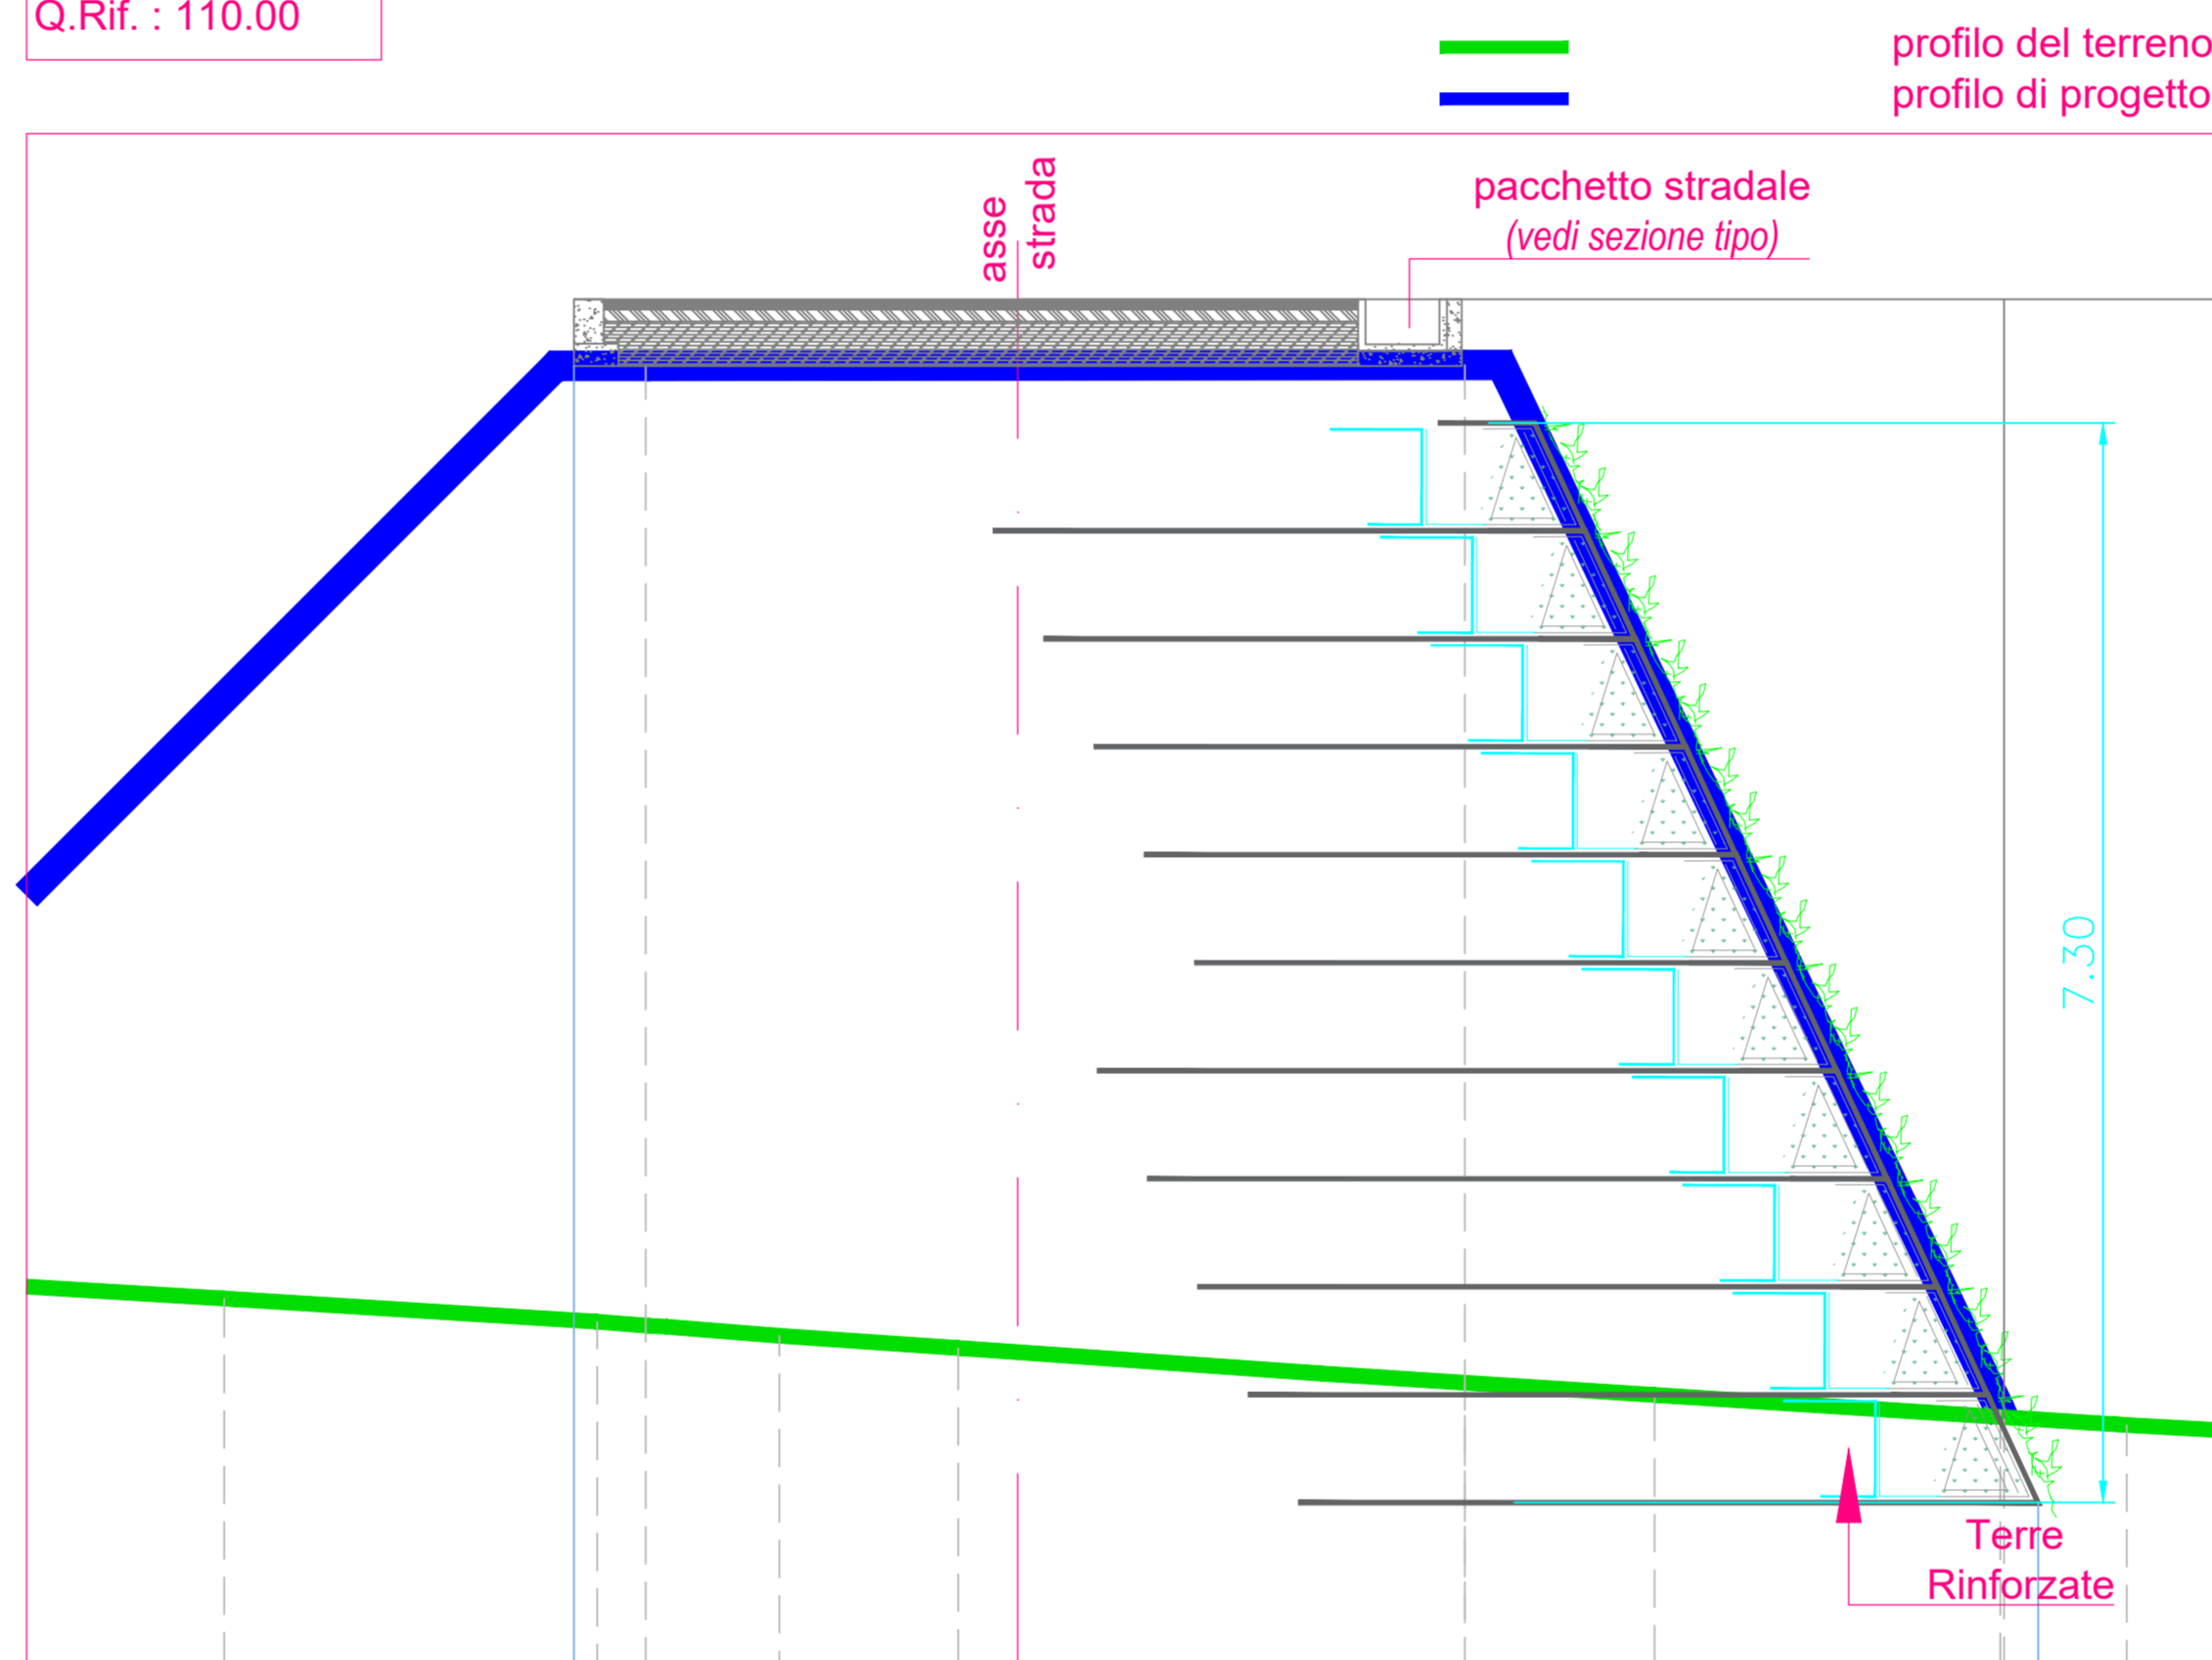 Q.Rif. : 110.00
profilo del terreno
profilo di progetto
asse
strada
pacchetto stradale
(vedi sezione tipo)
7.30
Terre
Rinforzate